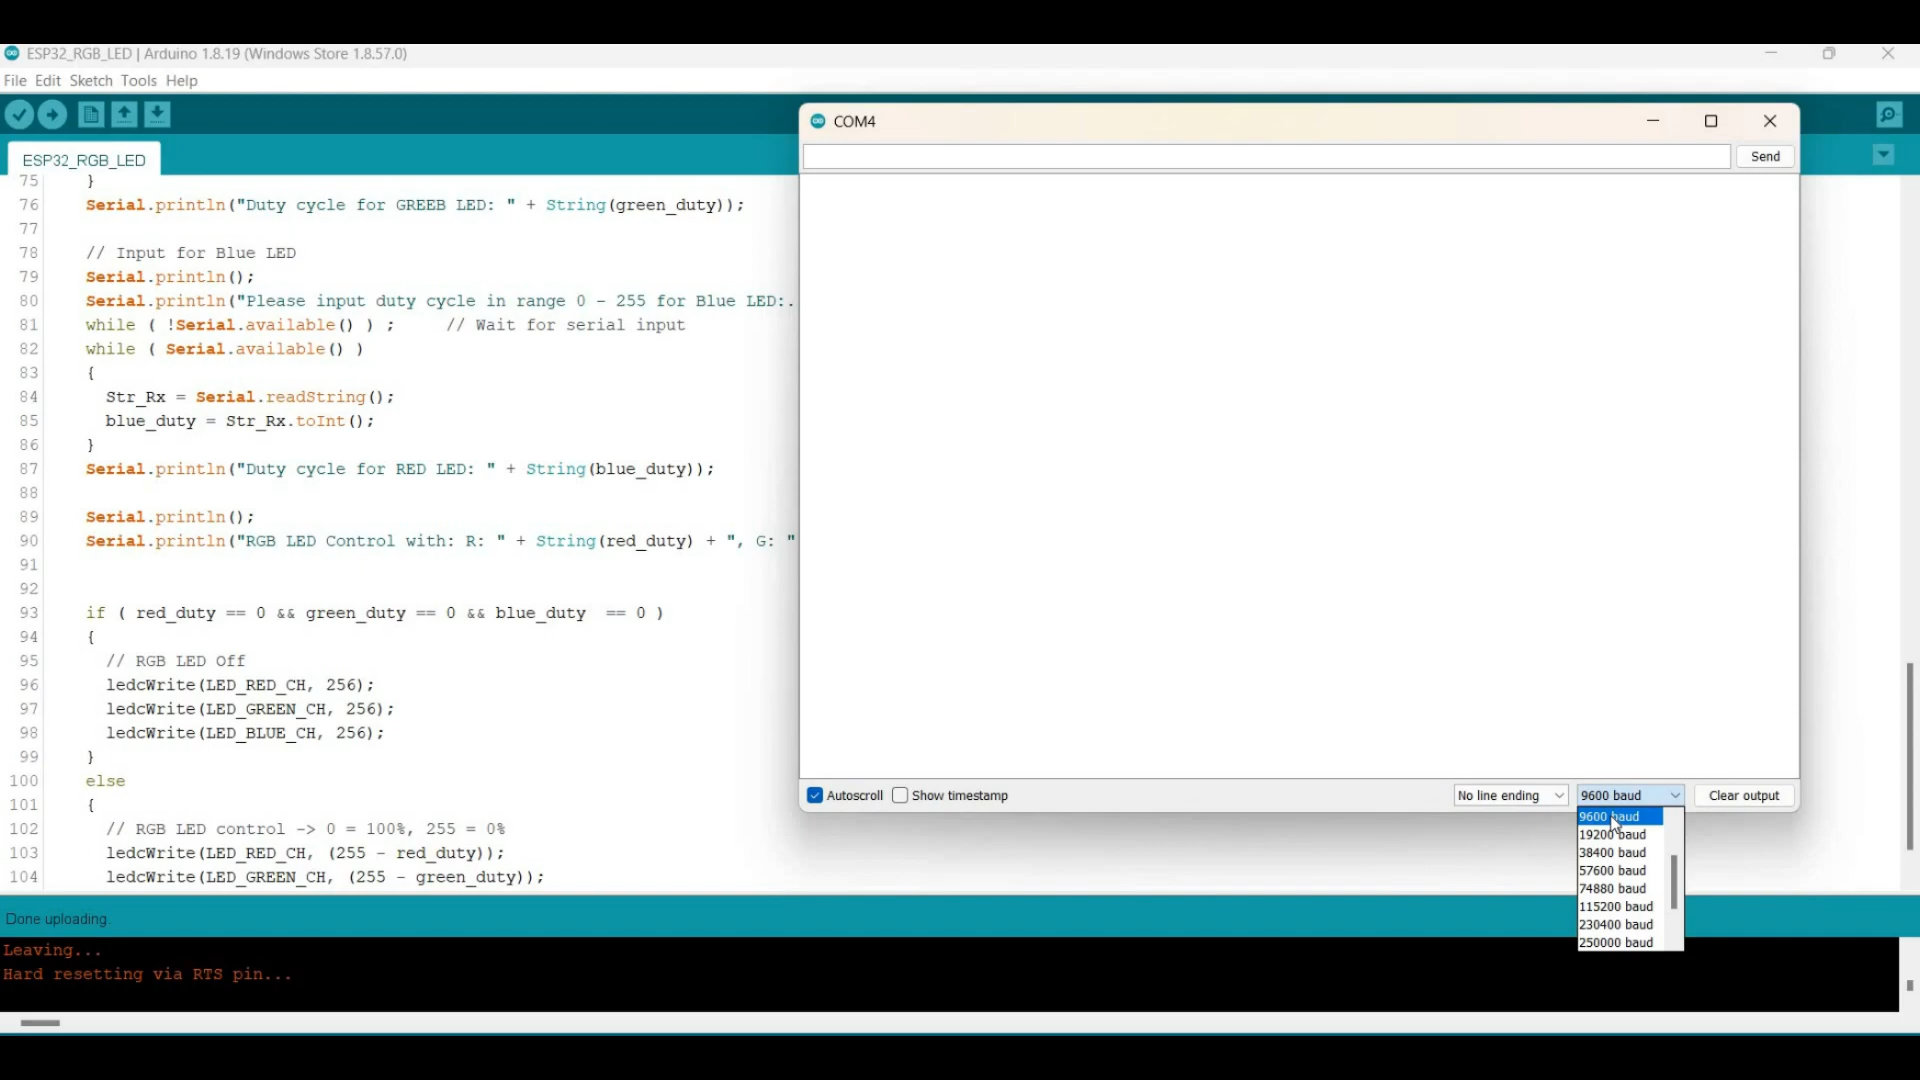 ESP32_RGB_LED | Arduino 1.8.19 (Windows Store 1.8.57.0)
File Edit Sketch Tools Help
ESP32_RGB_LED
75 }
76 Serial.println("Duty cycle for GREEB LED: " + String(green_duty));
77
78 // Input for Blue LED
79 Serial.println();
80 Serial.println("Please input duty cycle in range 0 - 255 for Blue LED:.
81 while ( !Serial.available() ) ; // Wait for serial input
82 while ( Serial.available() )
83 {
84 Str_Rx = Serial.readString();
85 blue_duty = Str_Rx.toInt();
86 }
87 Serial.println("Duty cycle for RED LED: " + String(blue_duty));
88
89 Serial.println();
90 Serial.println("RGB LED Control with: R: " + String(red_duty) + ", G: "
91
92
93 if ( red_duty == 0 && green_duty == 0 && blue_duty == 0 )
94 {
95 // RGB LED Off
96 ledcWrite(LED_RED_CH, 256);
97 ledcWrite(LED_GREEN_CH, 256);
98 ledcWrite(LED_BLUE_CH, 256);
99 }
100 else
101 {
102 // RGB LED control -> 0 = 100%, 255 = 0%
103 ledcWrite(LED_RED_CH, (255 - red_duty));
104 ledcWrite(LED_GREEN_CH, (255 - green_duty));
Done uploading.
Leaving...
Hard resetting via RTS pin...
COM4
Send
Autoscroll Show timestamp
No line ending
9600 baud
Clear output
9600 baud
19200 baud
38400 baud
57600 baud
74880 baud
115200 baud
230400 baud
250000 baud